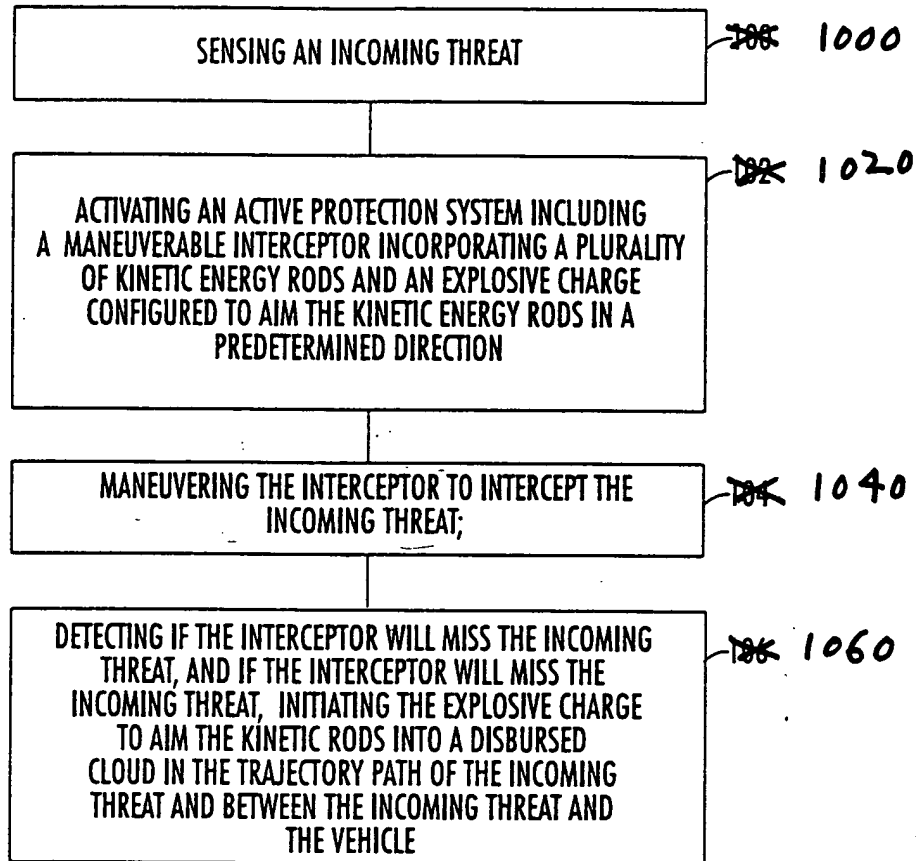 SENSING AN INCOMING THREAT
100 1000
ACTIVATING AN ACTIVE PROTECTION SYSTEM INCLUDING
A MANEUVERABLE INTERCEPTOR INCORPORATING A PLURALITY
OF KINETIC ENERGY RODS AND AN EXPLOSIVE CHARGE
CONFIGURED TO AIM THE KINETIC ENERGY RODS IN A
PREDETERMINED DIRECTION
102 1020
MANEUVERING THE INTERCEPTOR TO INTERCEPT THE
INCOMING THREAT;
104 1040
DETECTING IF THE INTERCEPTOR WILL MISS THE INCOMING
THREAT, AND IF THE INTERCEPTOR WILL MISS THE
INCOMING THREAT, INITIATING THE EXPLOSIVE CHARGE
TO AIM THE KINETIC RODS INTO A DISBURSED
CLOUD IN THE TRAJECTORY PATH OF THE INCOMING
THREAT AND BETWEEN THE INCOMING THREAT AND
THE VEHICLE
106 1060